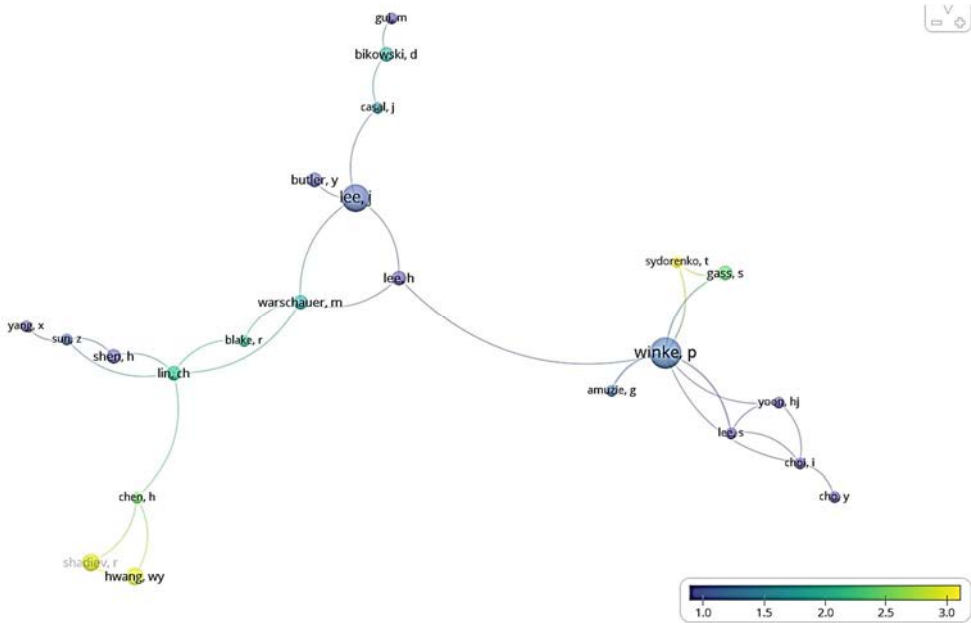 gui, m
bikowski, d
casal, j
butler, y
lee, j
sydorenko, t
gass, s
lee, h
warschauer, m
yang, x
sun, z
blake, r
shen, h
winke, p
lin, ch
amuzie, g
yoon, hj
lee, s
choi, i
chen, h
cho, y
shadiev, r
hwang, wy
1.0 1.5 2.0 2.5 3.0